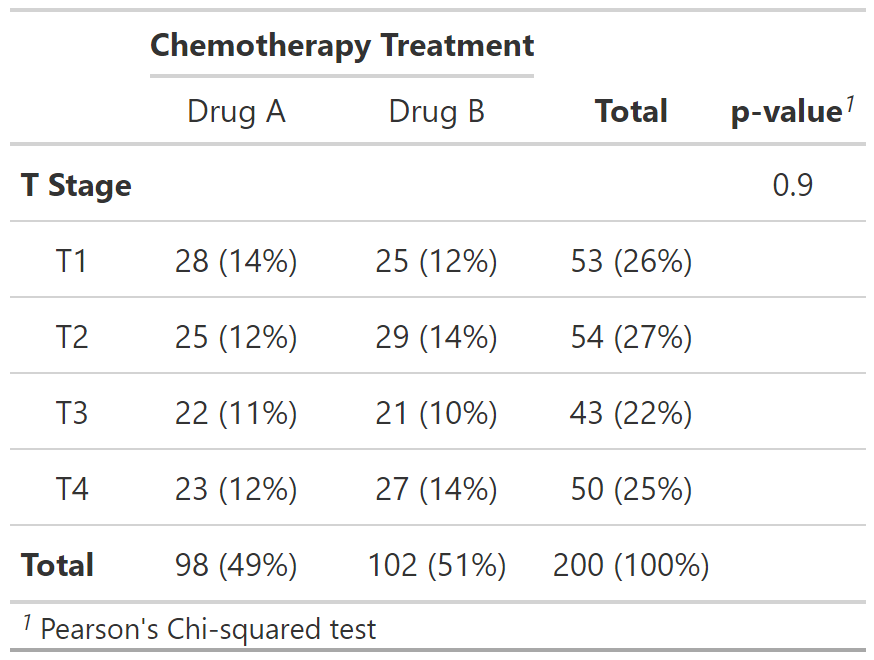 Chemotherapy Treatment
Drug A Drug B Total p-value1
T Stage 0.9
T1 28 (14%) 25 (12%) 53 (26%)
T2 25 (12%) 29 (14%) 54 (27%)
T3 22 (11%) 21 (10%) 43 (22%)
T4 23 (12%) 27 (14%) 50 (25%)
Total 98 (49%) 102 (51%) 200 (100%)
1 Pearson's Chi-squared test